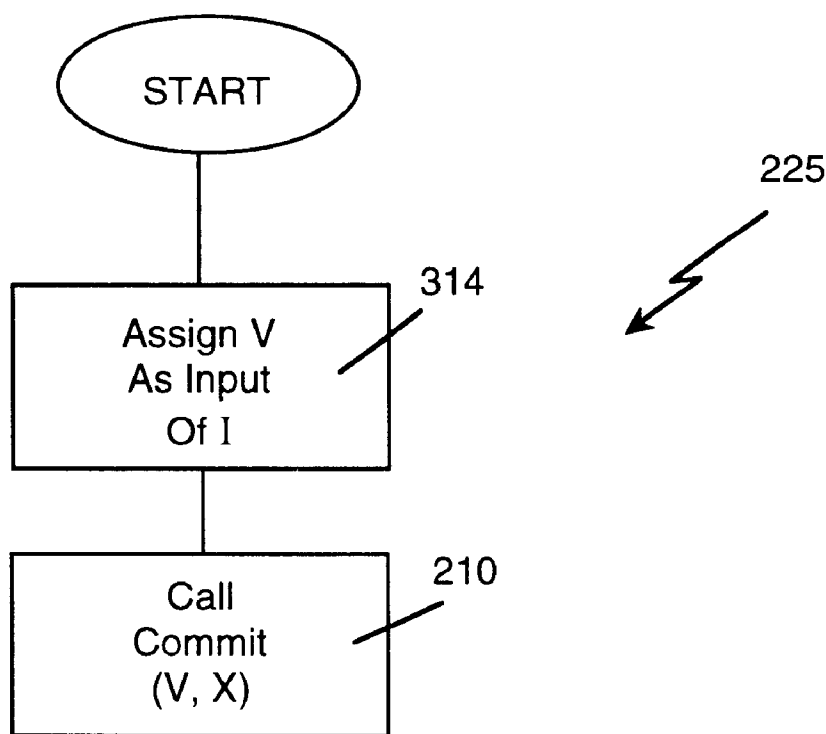 START
225
314
Assign V
As Input
Of I
210
Call
Commit
(V, X)